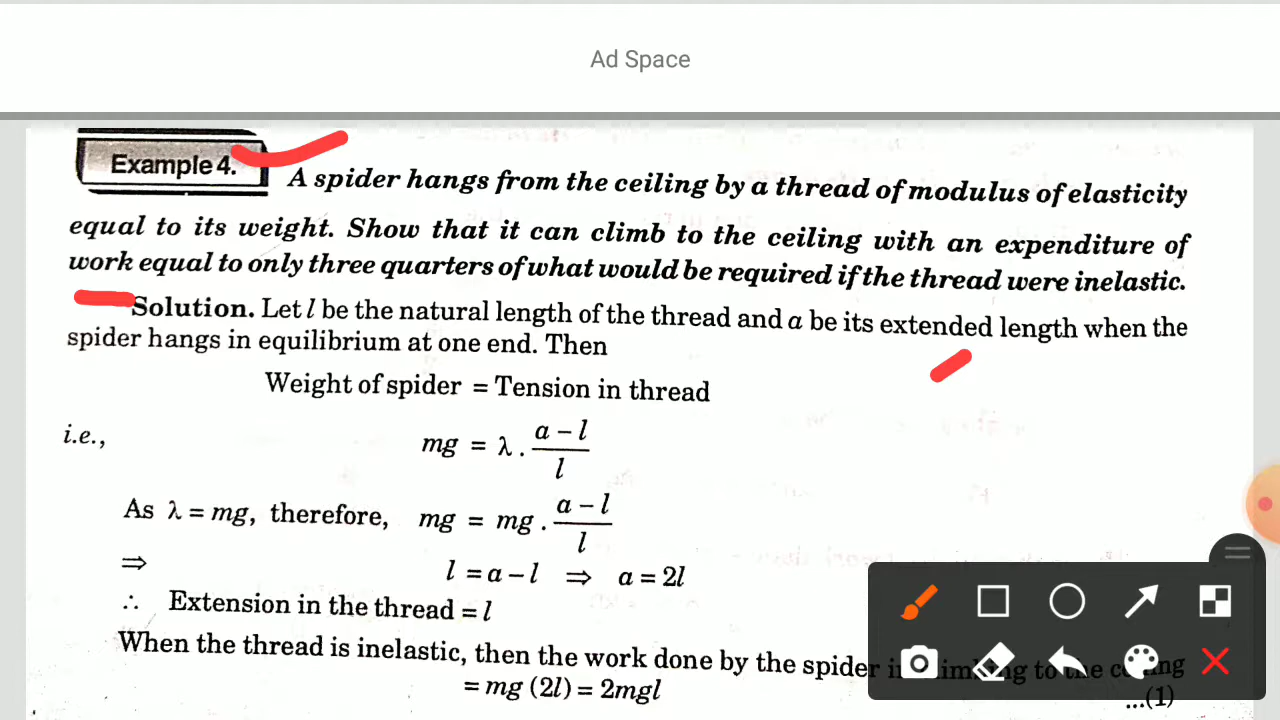 Ad Space
Example 4. A spider hangs from the ceiling by a thread of modulus of elasticity
equal to its weight. Show that it can climb to the ceiling with an expenditure of
work equal to only three quarters of what would be required if the thread were inelastic.
Solution. Let l be the natural length of the thread and a be its extended length when the
spider hangs in equilibrium at one end. Then
Weight of spider = Tension in thread
i.e., mg = λ . (a – l)/l
As λ = mg, therefore, mg = mg . (a – l)/l
⇒ l = a – l ⇒ a = 2l
∴ Extension in the thread = l
When the thread is inelastic, then the work done by the spider in climbing to the ceiling
= mg (2l) = 2mgl ...(1)